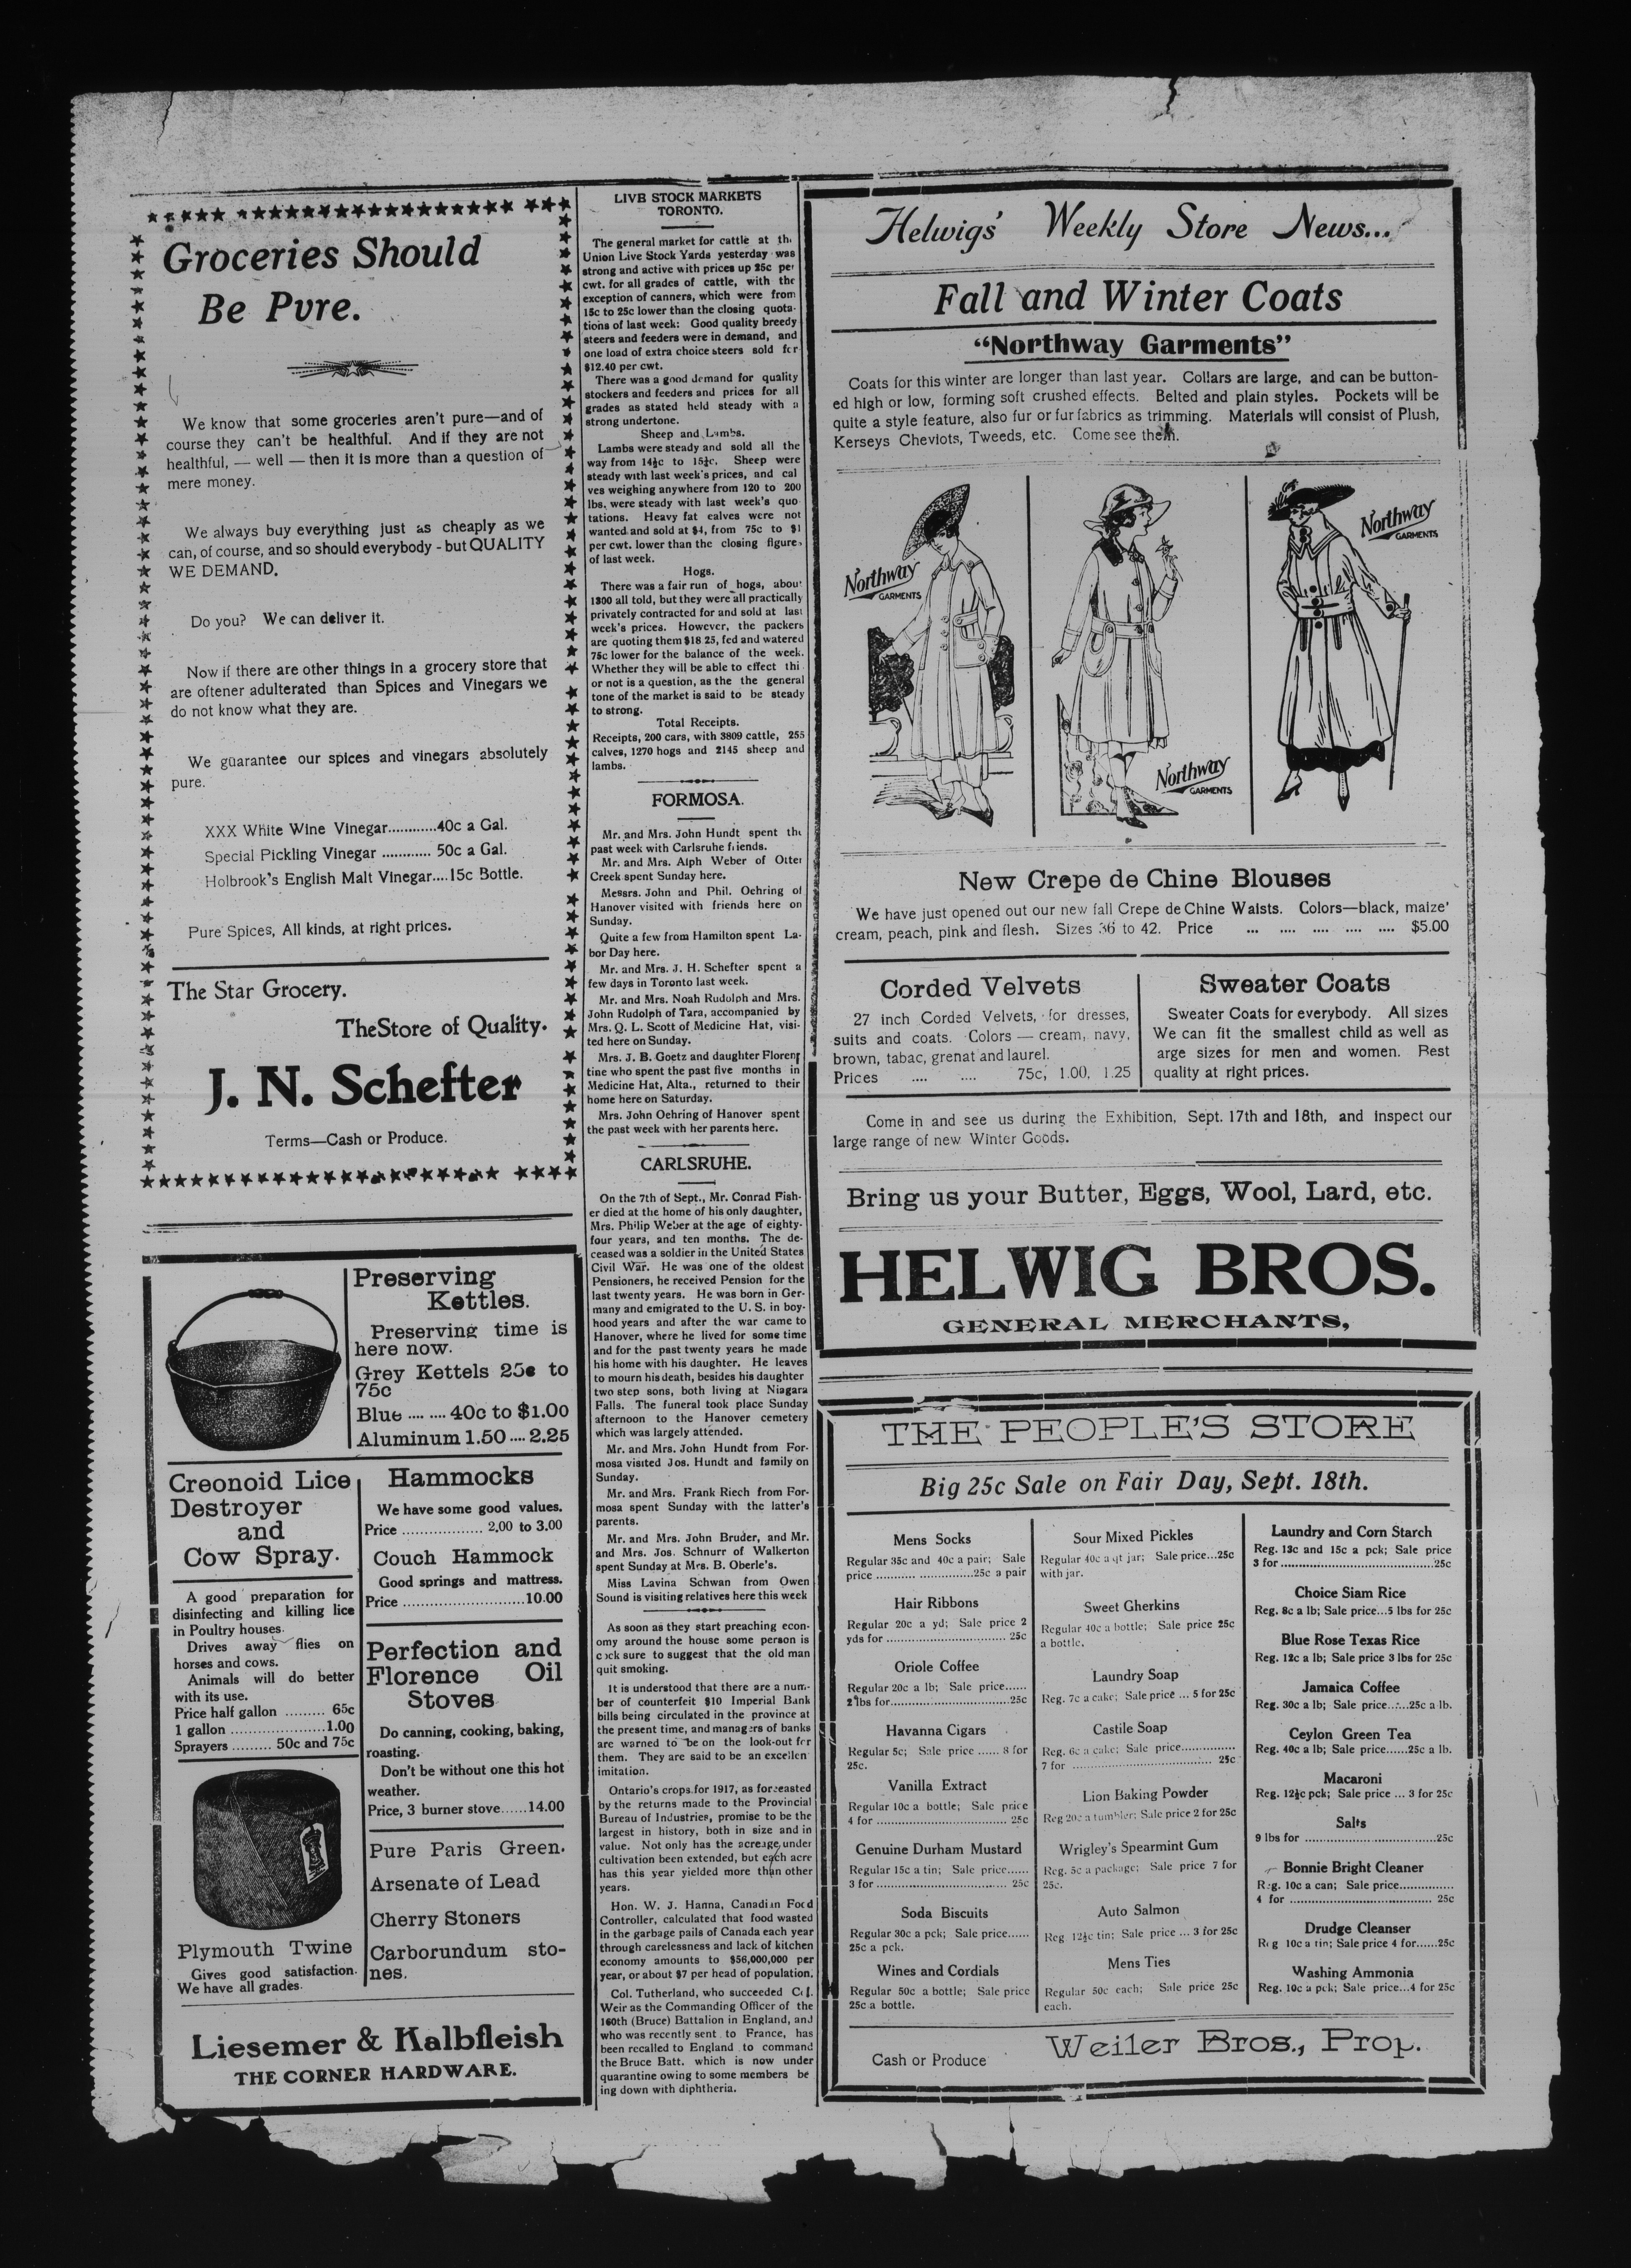 Groceries Should
Be Pvre.
We know that some groceries aren't pure—and of
course they can't be healthful. And if they are not
healthful, — well — then it is more than a question of
mere money.
We always buy everything just as cheaply as we
can, of course, and so should everybody - but QUALITY
WE DEMAND.
Do you? We can deliver it.
Now if there are other things in a grocery store that
are oftener adulterated than Spices and Vinegars we
do not know what they are.
We guarantee our spices and vinegars absolutely
pure.
XXX White Wine Vinegar............40c a Gal.
Special Pickling Vinegar ............ 50c a Gal.
Holbrook's English Malt Vinegar....15c Bottle.
Pure Spices, All kinds, at right prices.
The Star Grocery.
TheStore of Quality.
J. N. Schefter
Terms—Cash or Produce.
Preserving
Kettles.
Preserving time is
here now.
Grey Kettels 25c to
75c
Blue .... .... 40c to $1.00
Aluminum 1.50 .... 2.25
Creonoid Lice
Destroyer
and
Cow Spray.
A good preparation for
disinfecting and killing lice
in Poultry houses.
Drives away flies on
horses and cows.
Animals will do better
with its use.
Price half gallon ......... 65c
1 gallon .....................1.00
Sprayers ......... 50c and 75c
Plymouth Twine
Gives good satisfaction.
We have all grades.
Hammocks
We have some good values.
Price .................. 2,00 to 3.00
Couch Hammock
Good springs and mattress.
Price ...........................10.00
Perfection and
Florence Oil
Stoves
Do canning, cooking, baking,
roasting.
Don't be without one this hot
weather.
Price, 3 burner stove......14.00
Pure Paris Green.
Arsenate of Lead
Cherry Stoners
Carborundum sto-
nes.
Liesemer & Kalbfleish
THE CORNER HARDWARE.
LIVE STOCK MARKETS
TORONTO.
The general market for cattle at the
Union Live Stock Yards yesterday was
strong and active with prices up 25c per
cwt. for all grades of cattle, with the
exception of canners, which were from
15c to 25c lower than the closing quota-
tions of last week: Good quality breedy
steers and feeders were in demand, and
one load of extra choice steers sold for
$12.40 per cwt.
There was a good demand for quality
stockers and feeders and prices for all
grades as stated held steady with a
strong undertone.
Sheep and Lambs.
Lambs were steady and sold all the
way from 14½c to 15½c. Sheep were
steady with last week's prices, and cal
ves weighing anywhere from 120 to 200
lbs. were steady with last week's quo
tations. Heavy fat calves were not
wanted and sold at $4, from 75c to $1
per cwt. lower than the closing figures
of last week.
Hogs.
There was a fair run of hogs, about
1300 all told, but they were all practically
privately contracted for and sold at last
week's prices. However, the packers
are quoting them $18 25, fed and watered
75c lower for the balance of the week.
Whether they will be able to effect thi
or not is a question, as the the general
tone of the market is said to be steady
to strong.
Total Receipts.
Receipts, 200 cars, with 3809 cattle, 255
calves, 1270 hogs and 2145 sheep and
lambs.
FORMOSA.
Mr. and Mrs. John Hundt spent the
past week with Carlsruhe friends.
Mr. and Mrs. Alph Weber of Otter
Creek spent Sunday here.
Messrs. John and Phil. Oehring of
Hanover visited with friends here on
Sunday.
Quite a few from Hamilton spent La-
bor Day here.
Mr. and Mrs. J. H. Schefter spent a
few days in Toronto last week.
Mr. and Mrs. Noah Rudolph and Mrs.
John Rudolph of Tara, accompanied by
Mrs. Q. L. Scott of Medicine Hat, visi-
ted here on Sunday.
Mrs. J. B. Goetz and daughter Floren
tine who spent the past five months in
Medicine Hat, Alta., returned to their
home here on Saturday.
Mrs. John Oehring of Hanover spent
the past week with her parents here.
CARLSRUHE.
On the 7th of Sept., Mr. Conrad Fish-
er died at the home of his only daughter,
Mrs. Philip Weber at the age of eighty-
four years, and ten months. The de-
ceased was a soldier in the United States
Civil War. He was one of the oldest
Pensioners, he received Pension for the
last twenty years. He was born in Ger-
many and emigrated to the U. S. in boy-
hood years and after the war came to
Hanover, where he lived for some time
and for the past twenty years he made
his home with his daughter. He leaves
to mourn his death, besides his daughter
two step sons, both living at Niagara
Falls. The funeral took place Sunday
afternoon to the Hanover cemetery
which was largely attended.
Mr. and Mrs. John Hundt from For-
mosa visited Jos. Hundt and family on
Sunday.
Mr. and Mrs. Frank Riech from For-
mosa spent Sunday with the latter's
parents.
Mr. and Mrs. John Bruder, and Mr.
and Mrs. Jos. Schnurr of Walkerton
spent Sunday at Mrs. B. Oberle's.
Miss Lavina Schwan from Owen
Sound is visiting relatives here this week
As soon as they start preaching econ-
omy around the house some person is
cock sure to suggest that the old man
quit smoking.
It is understood that there are a num-
ber of counterfeit $10 Imperial Bank
bills being circulated in the province at
the present time, and managers of banks
are warned to be on the look-out for
them. They are said to be an excellen
imitation.
Ontario's crops for 1917, as forecasted
by the returns made to the Provincial
Bureau of Industries, promise to be the
largest in history, both in size and in
value. Not only has the acreage under
cultivation been extended, but each acre
has this year yielded more than other
years.
Hon. W. J. Hanna, Canadian Food
Controller, calculated that food wasted
in the garbage pails of Canada each year
through carelessness and lack of kitchen
economy amounts to $56,000,000 per
year, or about $7 per head of population.
Col. Tutherland, who succeeded Col.
Weir as the Commanding Officer of the
160th (Bruce) Battalion in England, and
who was recently sent to France, has
been recalled to England to command
the Bruce Batt. which is now under
quarantine owing to some members be
ing down with diphtheria.
Helwigs' Weekly Store News...
Fall and Winter Coats
"Northway Garments"
Coats for this winter are longer than last year. Collars are large, and can be button-
ed high or low, forming soft crushed effects. Belted and plain styles. Pockets will be
quite a style feature, also fur or fur fabrics as trimming. Materials will consist of Plush,
Kerseys Cheviots, Tweeds, etc. Come see them.
Northway
GARMENTS
Northway
GARMENTS
Northway
GARMENTS
New Crepe de Chine Blouses
We have just opened out our new fall Crepe de Chine Waists. Colors—black, maize'
cream, peach, pink and flesh. Sizes 36 to 42. Price ... .... .... .... .... $5.00
Corded Velvets
27 inch Corded Velvets, for dresses,
suits and coats. Colors — cream, navy,
brown, tabac, grenat and laurel.
Prices .... .... 75c, 1.00, 1.25
Sweater Coats
Sweater Coats for everybody. All sizes
We can fit the smallest child as well as
arge sizes for men and women. Best
quality at right prices.
Come in and see us during the Exhibition, Sept. 17th and 18th, and inspect our
large range of new Winter Goods.
Bring us your Butter, Eggs, Wool, Lard, etc.
HELWIG BROS.
GENERAL MERCHANTS,
THE PEOPLE'S STORE
Big 25c Sale on Fair Day, Sept. 18th.
Mens Socks
Regular 35c and 40c a pair; Sale
price ........... ...............25c a pair
Hair Ribbons
Regular 20c a yd; Sale price 2
yds for ................................ 25c
Oriole Coffee
Regular 20c a lb; Sale price......
2 lbs for................................25c
Havanna Cigars
Regular 5c; Sale price ...... 8 for
25c.
Vanilla Extract
Regular 10c a bottle; Sale price
4 for .................................... 25c
Genuine Durham Mustard
Regular 15c a tin; Sale price......
3 for ................................... 25c
Soda Biscuits
Regular 30c a pck; Sale price......
25c a pck.
Wines and Cordials
Regular 50c a bottle; Sale price
25c a bottle.
Sour Mixed Pickles
Regular 40c a qt jar; Sale price...25c
with jar.
Sweet Gherkins
Regular 40c a bottle; Sale price 25c
a bottle.
Laundry Soap
Reg. 7c a cake; Sale price ... 5 for 25c
Castile Soap
Reg. 6c a cake; Sale price..............
7 for ..................................... 25c
Lion Baking Powder
Reg 20c a tumbler; Sale price 2 for 25c
Wrigley's Spearmint Gum
Reg. 5c a package; Sale price 7 for
25c.
Auto Salmon
Reg 12½c tin; Sale price ... 3 for 25c
Mens Ties
Regular 50c each; Sale price 25c
each.
Laundry and Corn Starch
Reg. 13c and 15c a pck; Sale price
3 for ..........................................25c
Choice Siam Rice
Reg. 8c a lb; Sale price...5 lbs for 25c
Blue Rose Texas Rice
Reg. 12c a lb; Sale price 3 lbs for 25c
Jamaica Coffee
Reg. 30c a lb; Sale price......25c a lb.
Ceylon Green Tea
Reg. 40c a lb; Sale price......25c a lb.
Macaroni
Reg. 12½c pck; Sale price ... 3 for 25c
Salts
9 lbs for ....................................25c
Bonnie Bright Cleaner
Reg. 10c a can; Sale price...............
4 for ...................................... 25c
Drudge Cleanser
Reg 10c a tin; Sale price 4 for......25c
Washing Ammonia
Reg. 10c a pck; Sale price...4 for 25c
Cash or Produce
Weiler Bros., Prop.